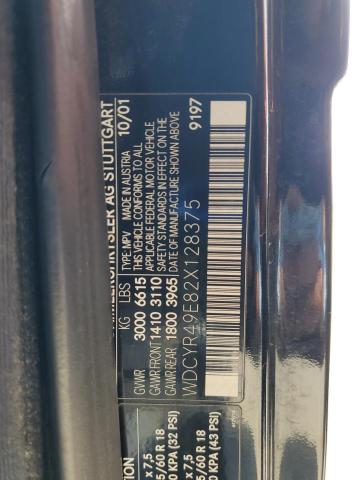 DAIMLERCHRYSLER AG STUTTGART
KG LBS TYPE: MPV MADE IN AUSTRIA 10/01
GVWR 3000 6615 THIS VEHICLE CONFORMS TO ALL
GAWR FRONT 1410 3110 APPLICABLE FEDERAL MOTOR VEHICLE
GAWR REAR 1800 3965 SAFETY STANDARDS IN EFFECT ON THE
DATE OF MANUFACTURE SHOWN ABOVE
9197
WDCYR49E82X128375
x 7,5
5/60 R 18
0 KPA (32 PSI)
x 7,5
5/60 R 18
0 KPA (43 PSI)